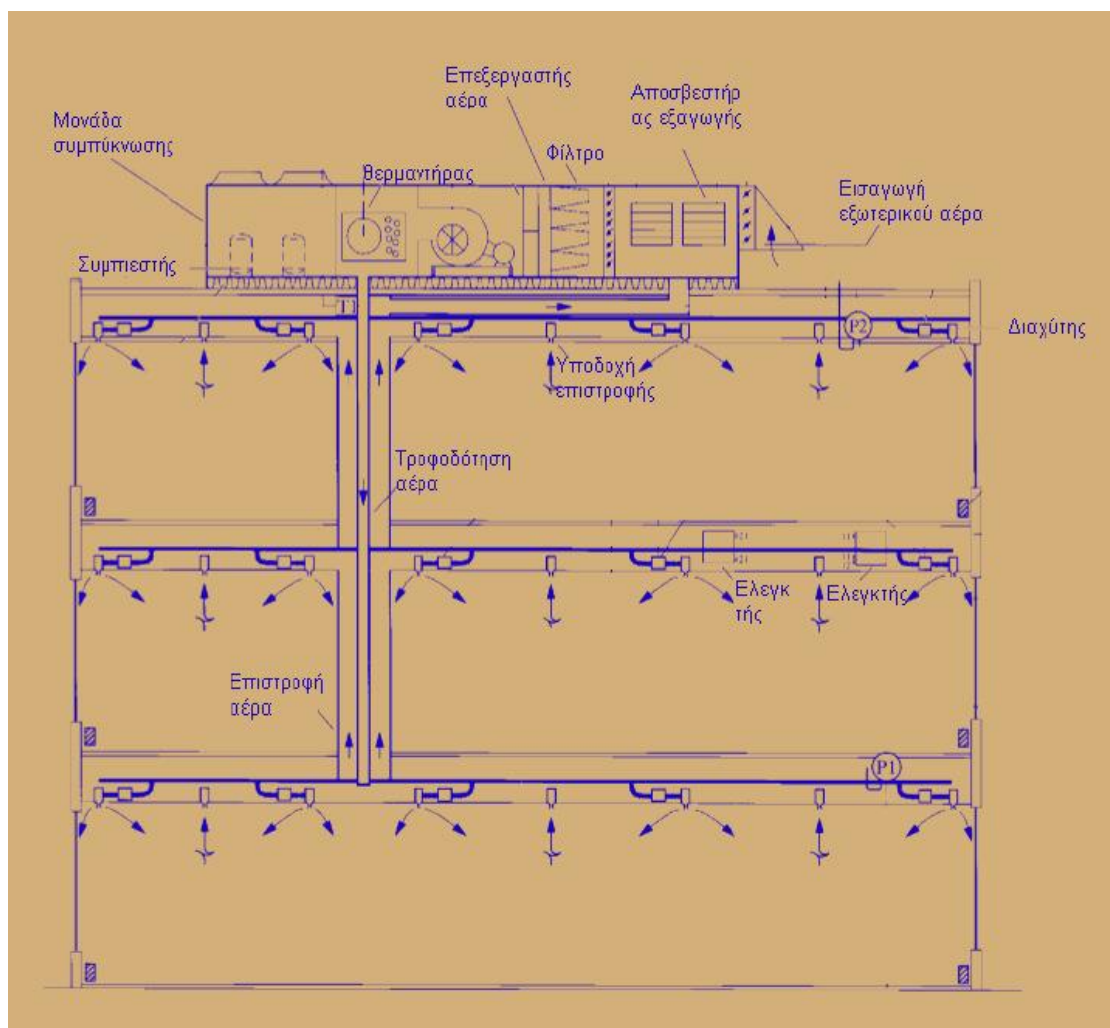 Επεξεργαστής
αέρα
Αποσβεστήρ
ας εξαγωγής
Μονάδα
συμπύκνωσης
Φίλτρο
θερμαντήρας
Εισαγωγή
εξωτερικού αέρα
Συμπιεστής
T1
P2
Διαχύτης
Υποδοχή
επιστροφής
Τροφοδότηση
αέρα
Ελεγκ
τής
Ελεγκτής
Επιστροφή
αέρα
P1